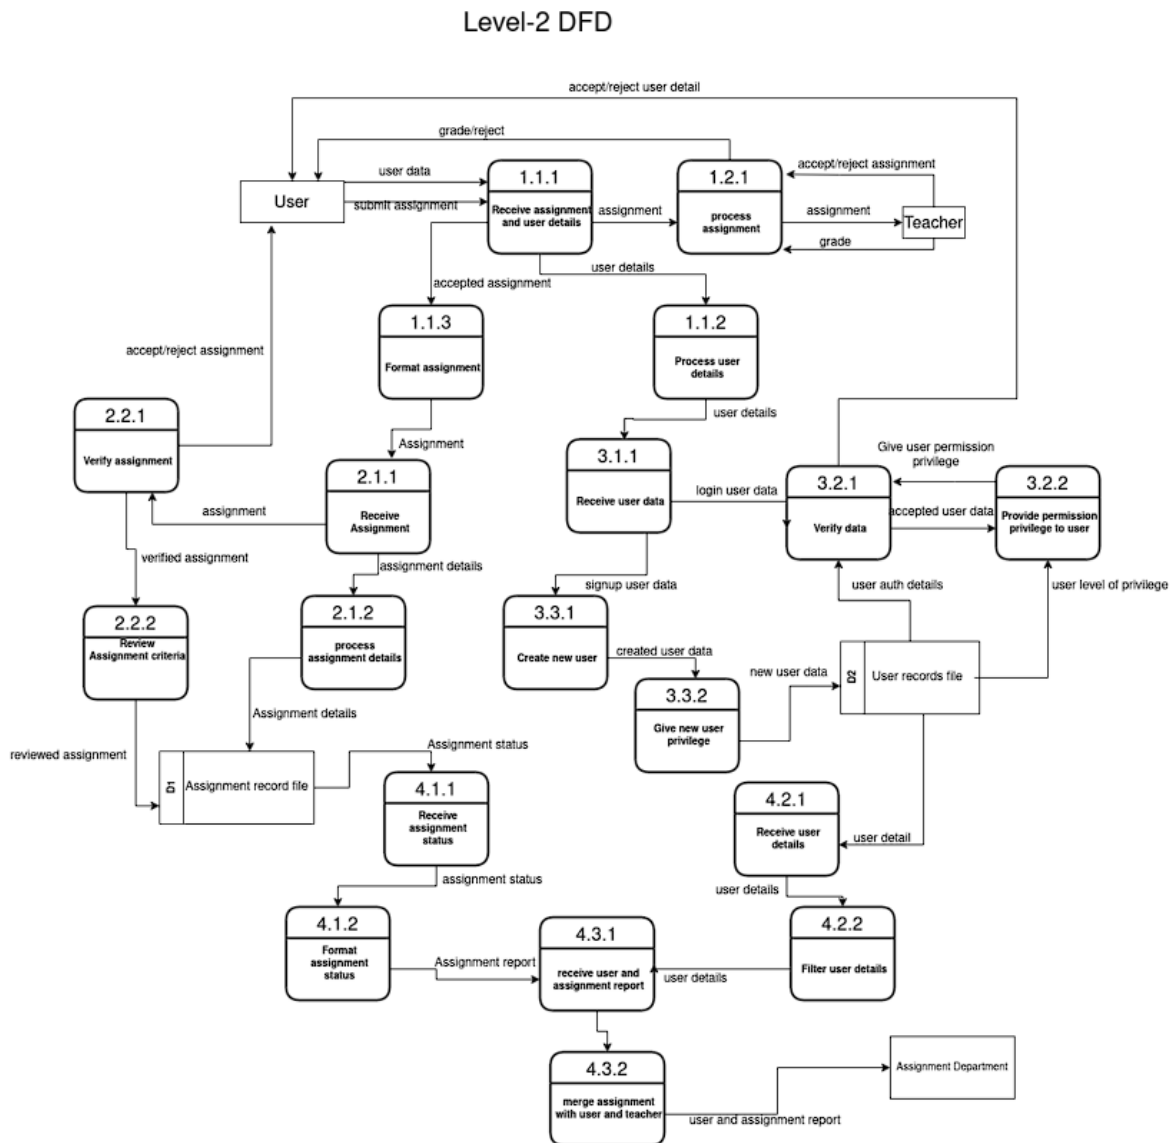 Level-2 DFD
accept/reject user detail
grade/reject
user data
User
submit assignment
1.1.1
Receive assignment
and user details
assignment
1.2.1
process
assignment
accept/reject assignment
assignment
Teacher
grade
user details
accepted assignment
1.1.3
Format assignment
1.1.2
Process user
details
accept/reject assignment
user details
2.2.1
Verify assignment
Assignment
2.1.1
Receive
Assignment
assignment
3.1.1
Receive user data
login user data
3.2.1
Verify data
Give user permission
privilege
accepted user data
3.2.2
Provide permission
privilege to user
verified assignment
assignment details
signup user data
user auth details
user level of privilege
2.2.2
Review
Assignment criteria
2.1.2
process
assignment details
3.3.1
Create new user
created user data
3.3.2
Give new user
privilege
new user data
D2
User records file
Assignment details
reviewed assignment
D1
Assignment record file
Assignment status
4.1.1
Receive
assignment
status
4.2.1
Receive user
details
user detail
assignment status
user details
4.1.2
Format
assignment
status
Assignment report
4.3.1
receive user and
assignment report
user details
4.2.2
Filter user details
4.3.2
merge assignment
with user and teacher
user and assignment report
Assignment Department